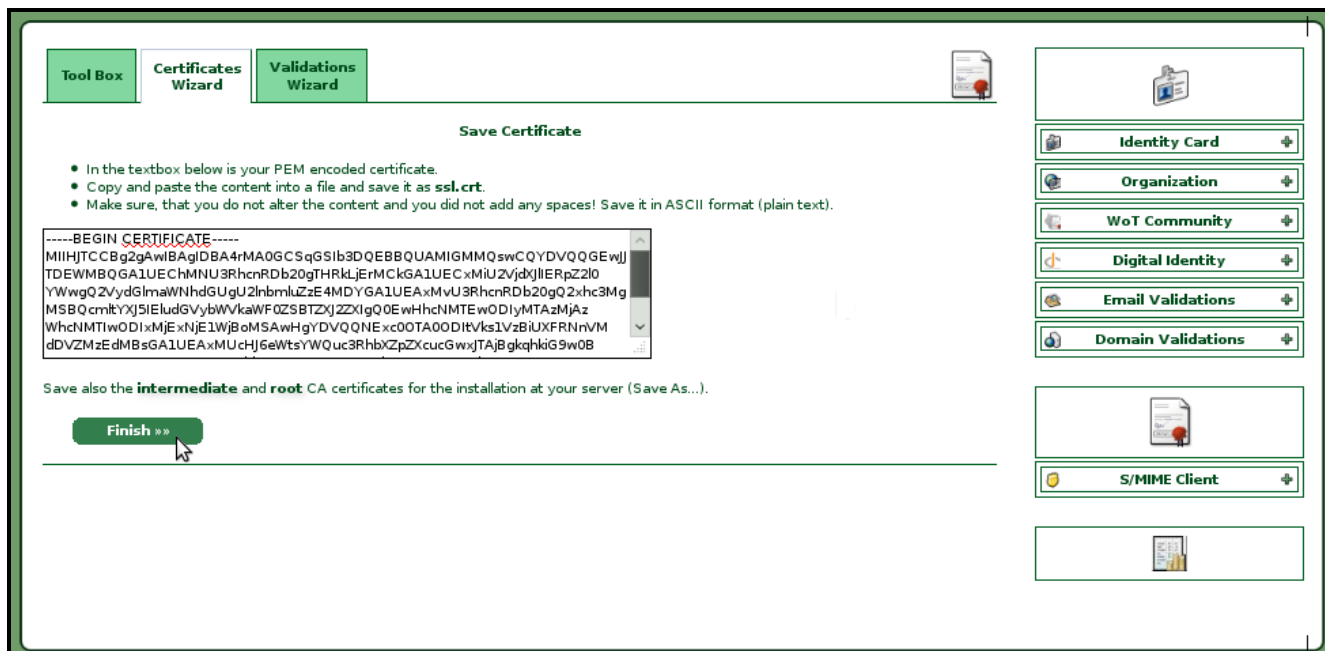 Tool Box
Certificates
Wizard
Validations
Wizard
Save Certificate
In the textbox below is your PEM encoded certificate.
Copy and paste the content into a file and save it as ssl.crt.
Make sure, that you do not alter the content and you did not add any spaces! Save it in ASCII format (plain text).
-----BEGIN CERTIFICATE-----
MIIHJTCCBg2gAwIBAgIDBA4rMA0GCSqGSIb3DQEBBQUAMIGMMQswCQYDVQQGEwJJ
TDEWMBQGA1UEChMNU3RhcnRDb20gTHRkLjErMCkGA1UECxMiU2VjdXJlIERpZ2l0
YWwgQ2VydGlmaWNhdGUgU2lnbmluZzE4MDYGA1UEAxMvU3RhcnRDb20gQ2xhc3Mg
MSBQcmltYXJ5IEludGVybWVkaWF0ZSBTZXJ2ZXIgQ0EwHhcNMTEwODIyMTAzMjAz
WhcNMTIwODIxMjExNjE1WjBoMSAwHgYDVQQNExc0OTA0ODItVks1VzBiUXFRNnVM
dDVZMzEdMBsGA1UEAxMUcHJ6eWtsYWQuc3RhbXZpZXcucGwxJTAjBgkqhkiG9w0B
Save also the intermediate and root CA certificates for the installation at your server (Save As...).
Finish »»
Identity Card
Organization
WoT Community
Digital Identity
Email Validations
Domain Validations
S/MIME Client